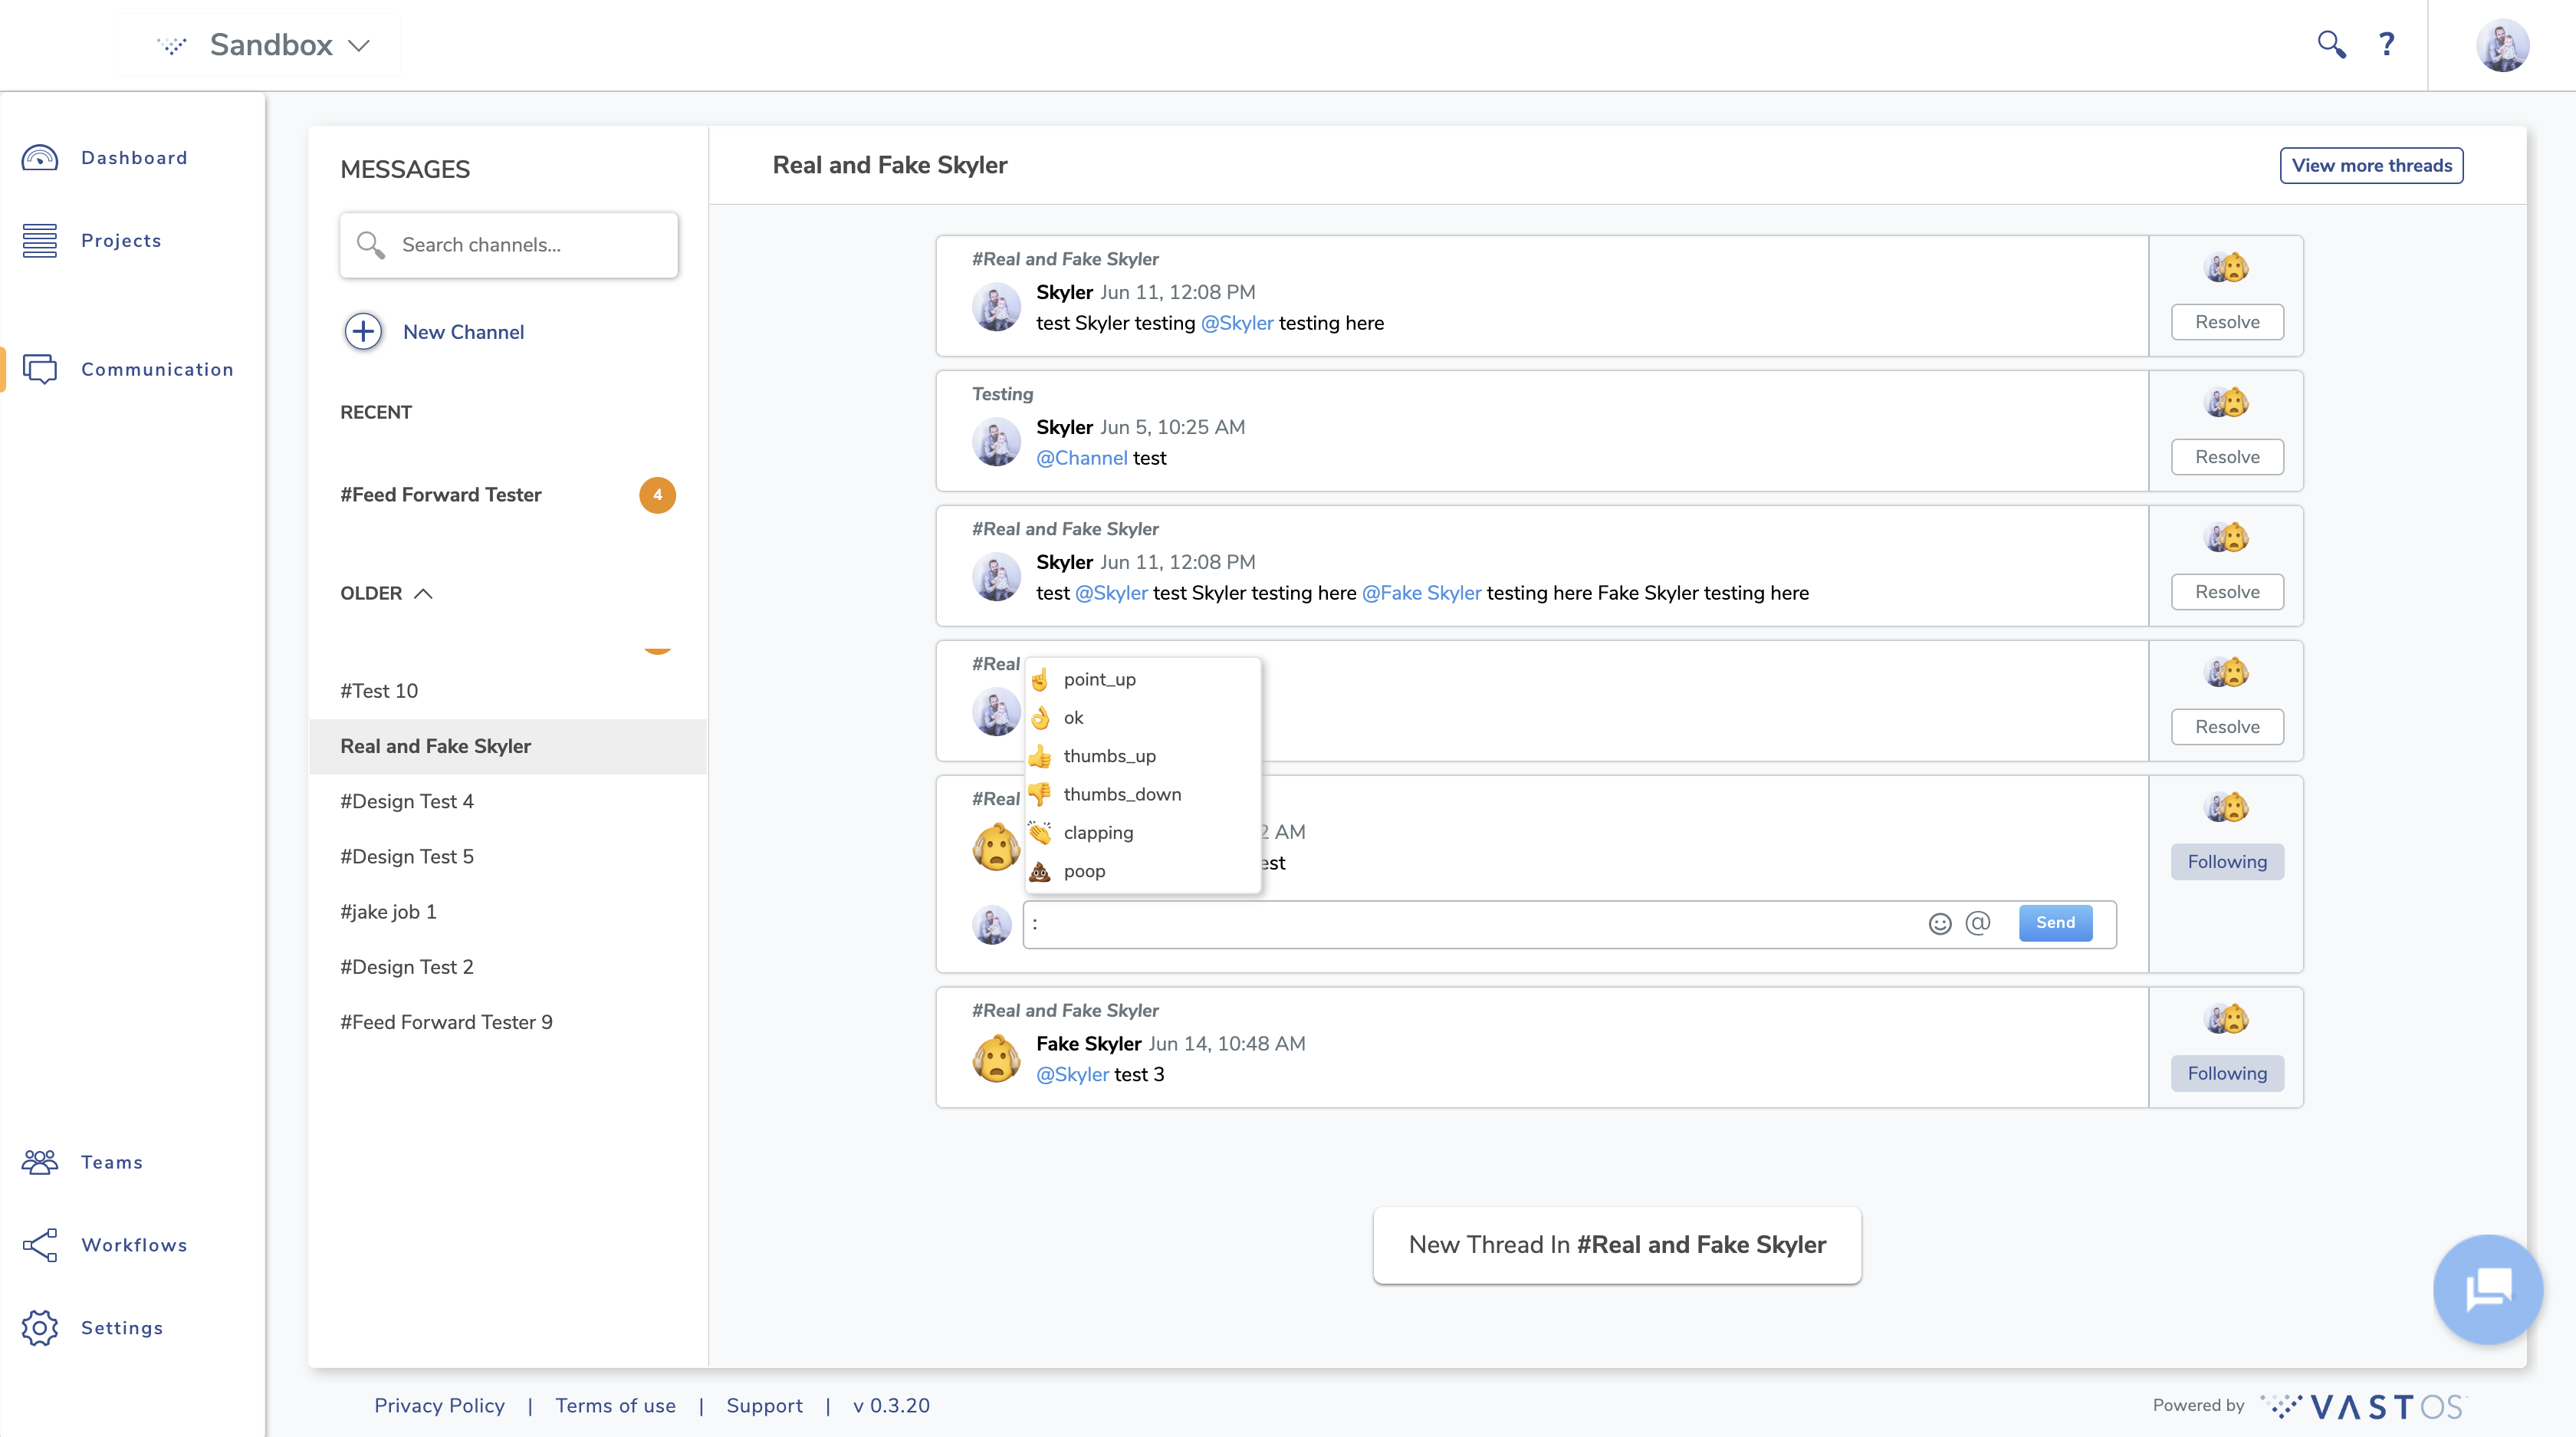 Sandbox
?
Dashboard
Projects
Communication
Teams
Workflows
Settings
MESSAGES
Search channels...
New Channel
RECENT
#Feed Forward Tester 4
OLDER
#Test 10
Real and Fake Skyler
#Design Test 4
#Design Test 5
#jake job 1
#Design Test 2
#Feed Forward Tester 9
Real and Fake Skyler
View more threads
#Real and Fake Skyler
Skyler Jun 11, 12:08 PM
test Skyler testing @Skyler testing here
Resolve
Testing
Skyler Jun 5, 10:25 AM
@Channel test
Resolve
#Real and Fake Skyler
Skyler Jun 11, 12:08 PM
test @Skyler test Skyler testing here @Fake Skyler testing here Fake Skyler testing here
Resolve
#Real
Resolve
point_up
ok
thumbs_up
thumbs_down
clapping
poop
#Real
2 AM
est
Following
:
@
Send
#Real and Fake Skyler
Fake Skyler Jun 14, 10:48 AM
@Skyler test 3
Following
New Thread In #Real and Fake Skyler
Privacy Policy | Terms of use | Support | v 0.3.20
Powered by VASTOS